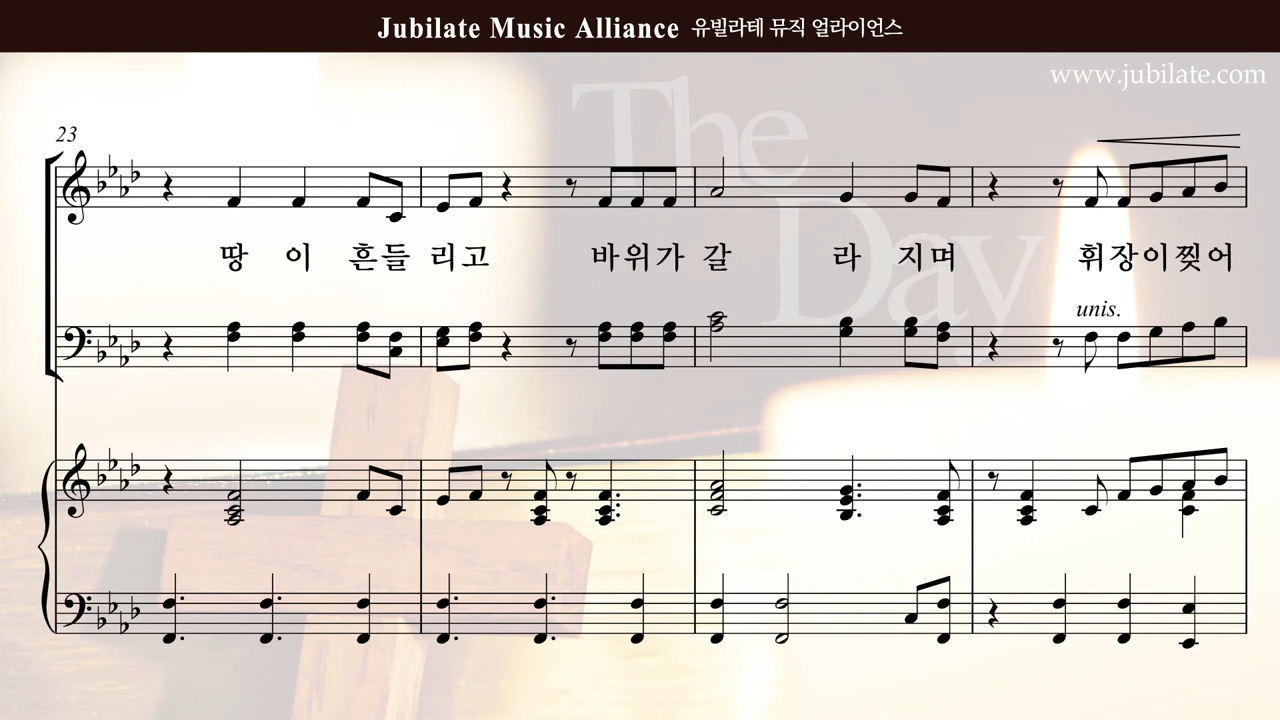 Jubilate Music Alliance 유빌라테 뮤직 얼라이언스
www.jubilate.com
The
Day
23
땅 이 흔들 리고 바위가 갈 라 지며 휘장이찢어
unis.